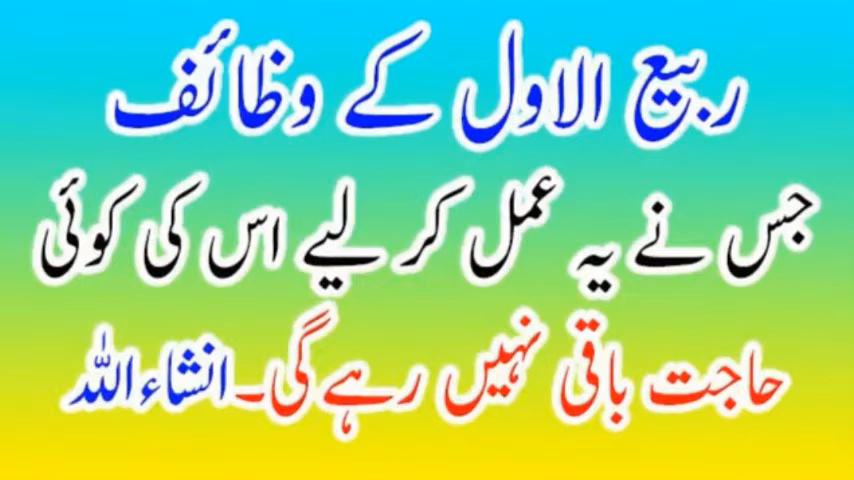 ربیع الاول کے وظائف
جس نے یہ عمل کر لیے اس کی کوئی
حاجت باقی نہیں رہے گی۔ انشاء اللہ